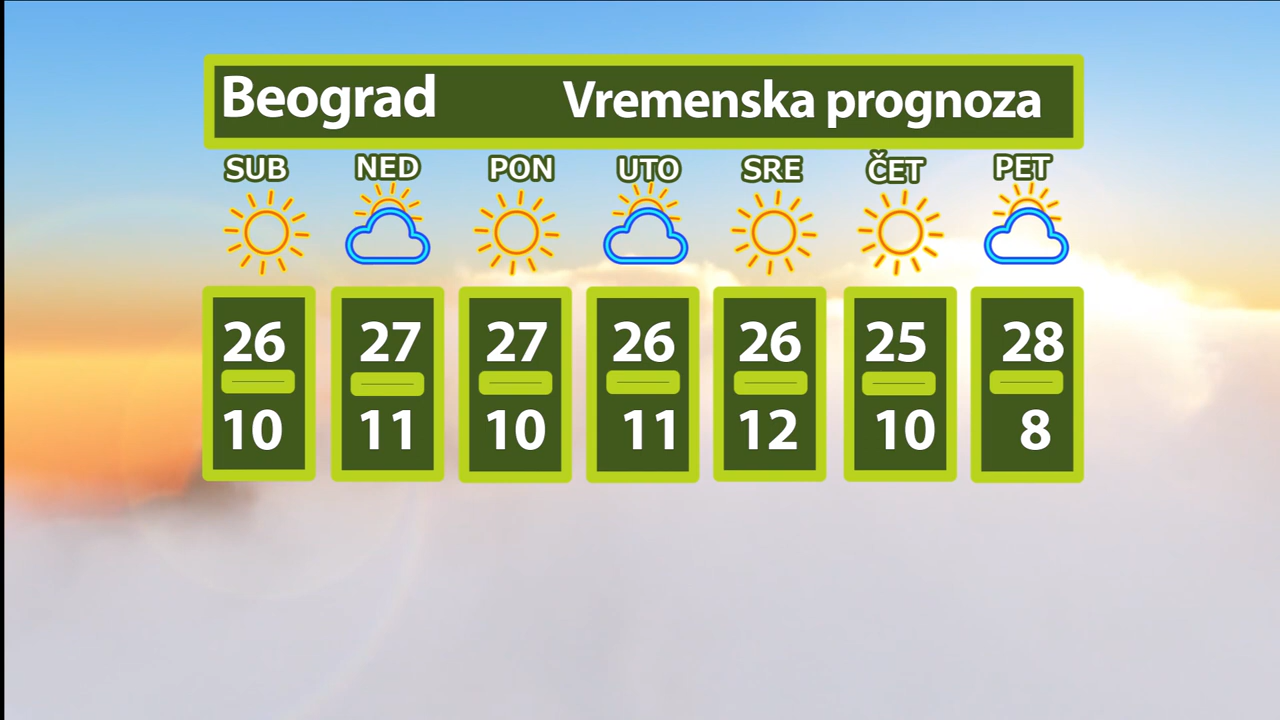 Beograd Vremenska prognoza
SUB NED PON UTO SRE ČET PET
26 27 27 26 26 25 28
10 11 10 11 12 10 8